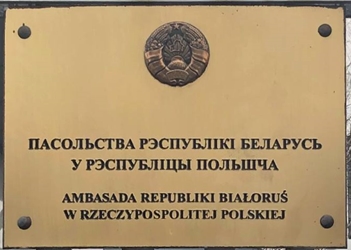 ПАСОЛЬСТВА РЭСПУБЛІКІ БЕЛАРУСЬ
У РЭСПУБЛІЦЫ ПОЛЬШЧА
AMBASADA REPUBLIKI BIAŁORUŚ
W RZECZYPOSPOLITEJ POLSKIEJ